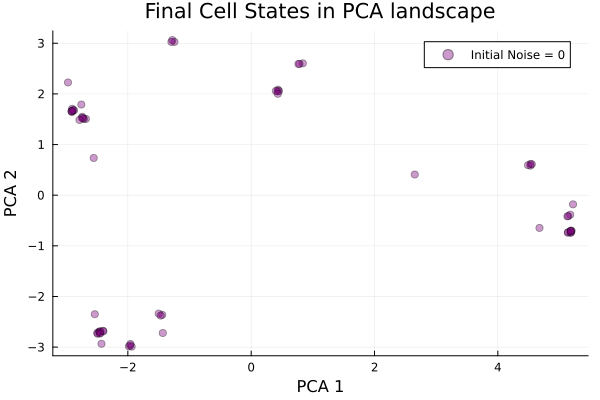 Final Cell States in PCA landscape
Initial Noise = 0
PCA 2
3
2
1
0
−1
−2
−3
−2
0
2
4
PCA 1